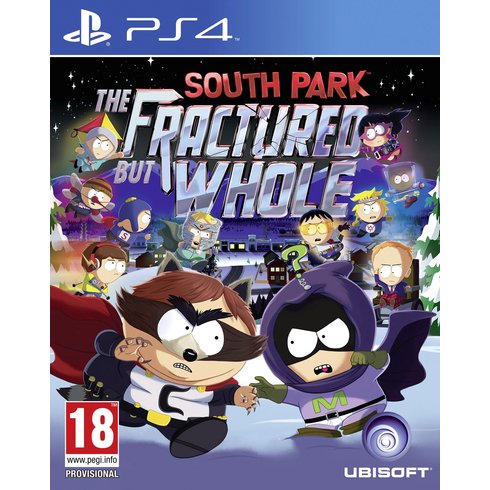 PS4
SOUTH PARK
THE
FRACTURED
BUT WHOLE
?
M
18
www.pegi.info
PROVISIONAL
UBISOFT